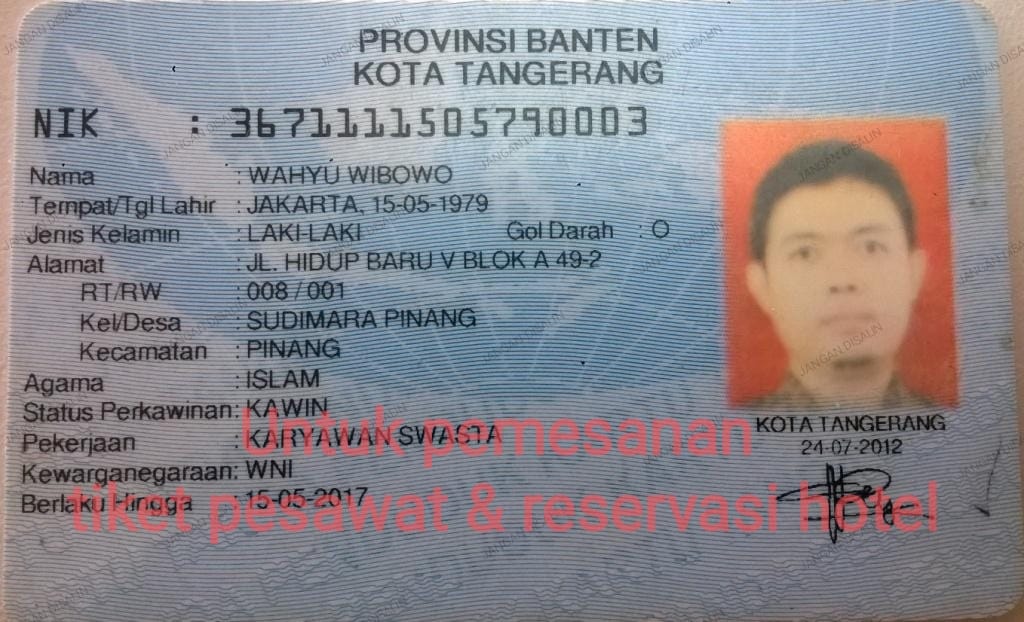 PROVINSI BANTEN
KOTA TANGERANG
NIK : 3671111505790003
Nama : WAHYU WIBOWO
Tempat/Tgl Lahir : JAKARTA, 15-05-1979
Jenis Kelamin : LAKI-LAKI Gol Darah : O
Alamat : JL. HIDUP BARU V BLOK A 49-2
RT/RW : 008 / 001
Kel/Desa : SUDIMARA PINANG
Kecamatan : PINANG
Agama : ISLAM
Status Perkawinan: KAWIN
Pekerjaan : KARYAWAN SWASTA
Kewarganegaraan: WNI
Berlaku Hingga : 15-05-2017
KOTA TANGERANG
24-07-2012
Untuk pemesanan
tiket pesawat & reservasi hotel
JANGAN DISALIN